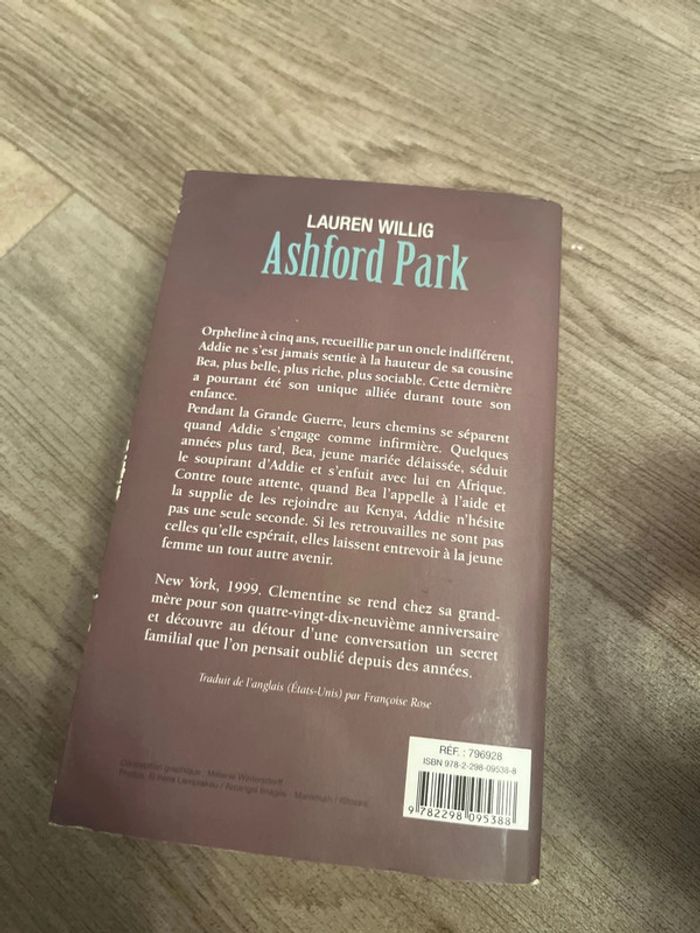 LAUREN WILLIG
Ashford Park
Orpheline à cinq ans, recueillie par un oncle indifférent,
Addie ne s'est jamais sentie à la hauteur de sa cousine
Bea, plus belle, plus riche, plus sociable. Cette dernière
a pourtant été son unique alliée durant toute son
enfance.
Pendant la Grande Guerre, leurs chemins se séparent
quand Addie s'engage comme infirmière. Quelques
années plus tard, Bea, jeune mariée délaissée, séduit
le soupirant d'Addie et s'enfuit avec lui en Afrique.
Contre toute attente, quand Bea l'appelle à l'aide et
la supplie de les rejoindre au Kenya, Addie n'hésite
pas une seule seconde. Si les retrouvailles ne sont pas
celles qu'elle espérait, elles laissent entrevoir à la jeune
femme un tout autre avenir.
New York, 1999. Clementine se rend chez sa grand-
mère pour son quatre-vingt-dix-neuvième anniversaire
et découvre au détour d'une conversation un secret
familial que l'on pensait oublié depuis des années.
Traduit de l'anglais (États-Unis) par Françoise Rose
Conception graphique : Mélanie
Photos : / Arcangel Images -
RÉF. : 796928
ISBN 978-2-298-09538-8
9 782298 095388